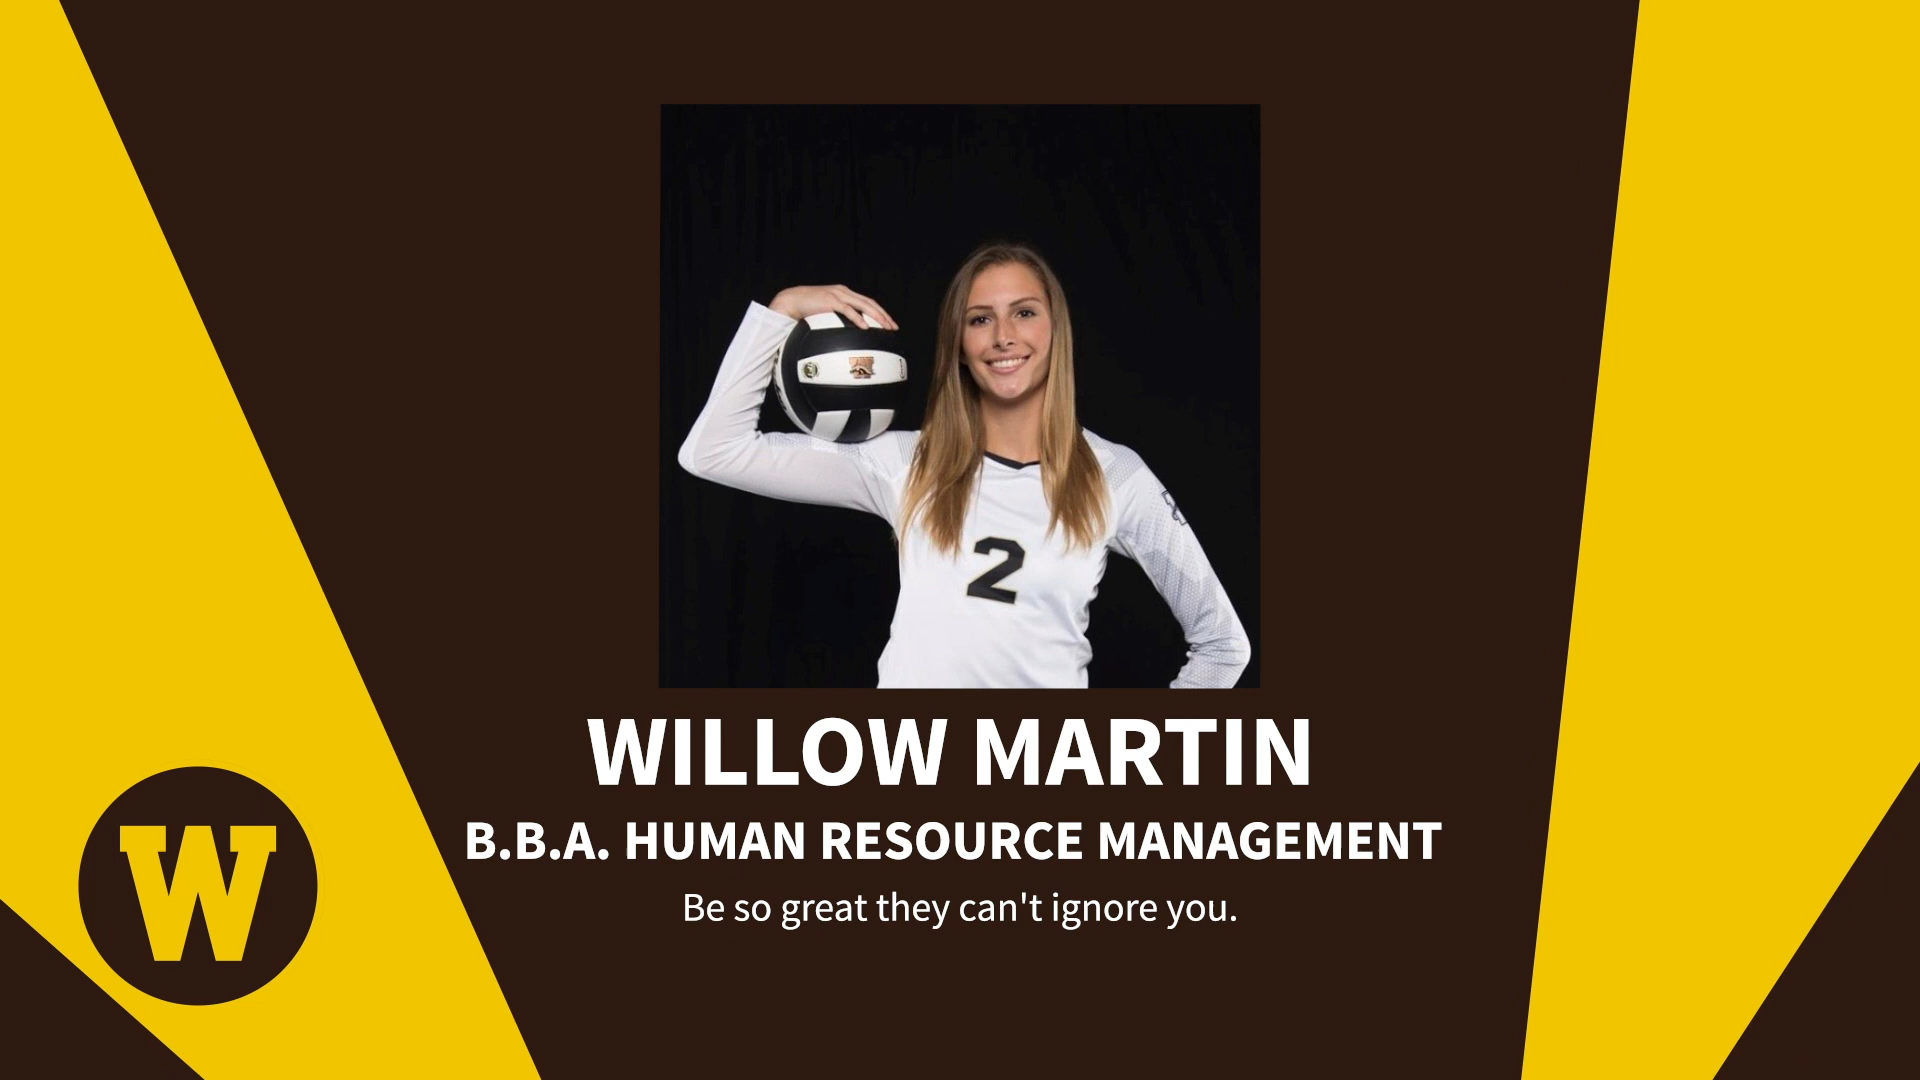 2
WILLOW MARTIN
B.B.A. HUMAN RESOURCE MANAGEMENT
Be so great they can't ignore you.
W